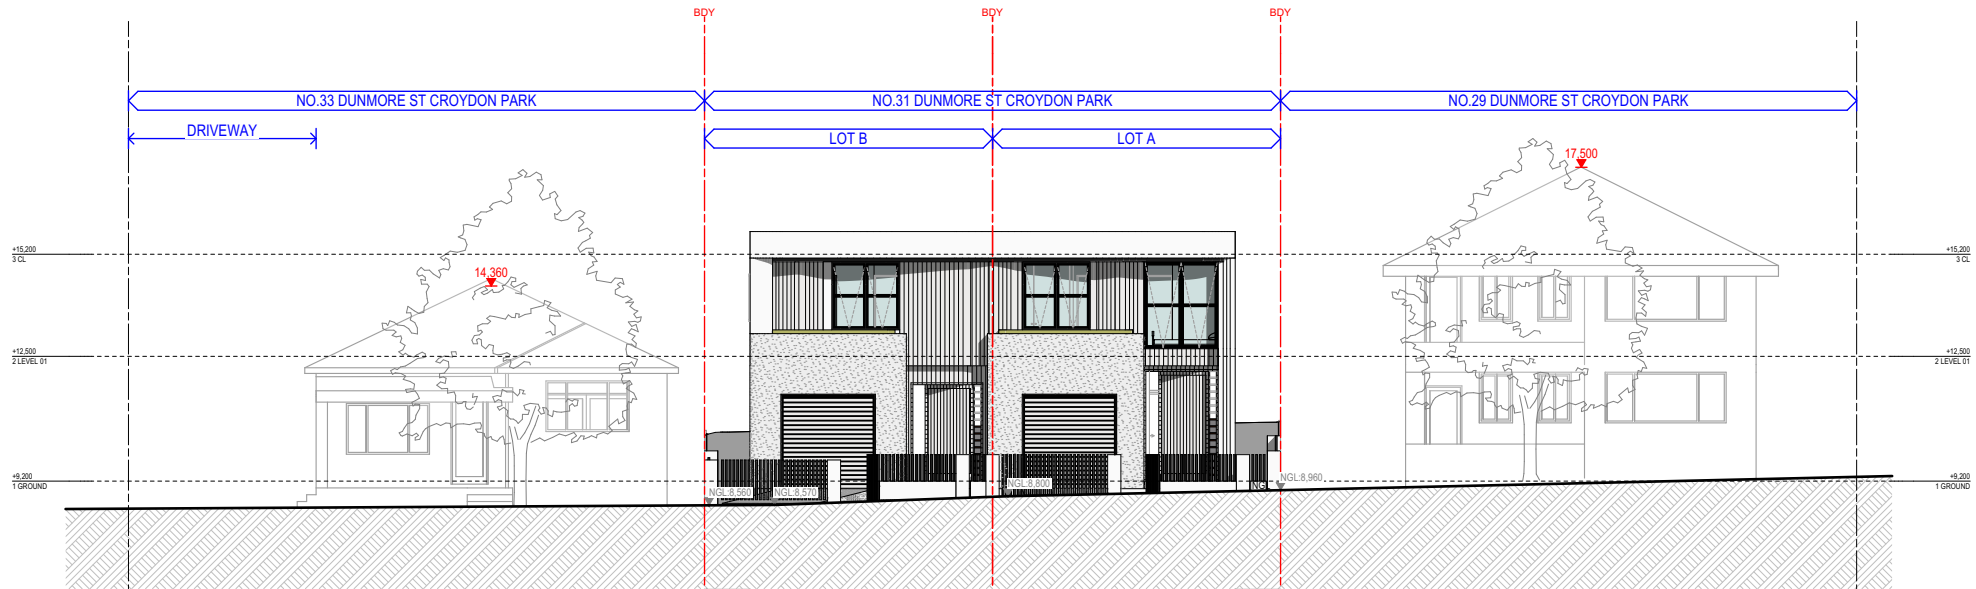 BDY BDY BDY
NO.33 DUNMORE ST CROYDON PARK NO.31 DUNMORE ST CROYDON PARK NO.29 DUNMORE ST CROYDON PARK
DRIVEWAY LOT B LOT A
17,500
+15,200 +15,200
3 CL 3 CL
14,360
+12,500 +12,500
2 LEVEL 01 2 LEVEL 01
+9,200 NGL:8,960 +9,200
1 GROUND NGL:8,560 NGL:8,570 NGL:8,800 NGL 1 GROUND